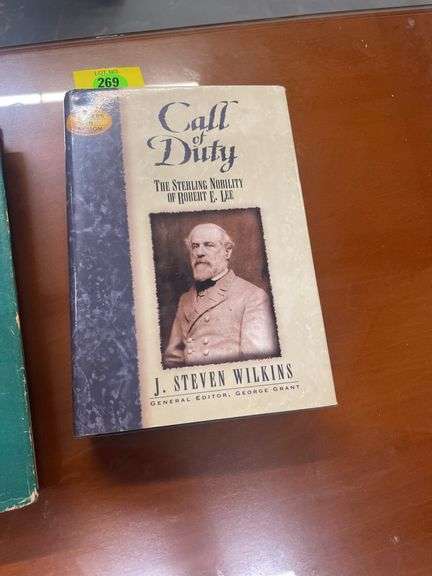 LOT NO.
269
Call
of
Duty
The Sterling Nobility
of Robert E. Lee
J. Steven Wilkins
General Editor, George Grant